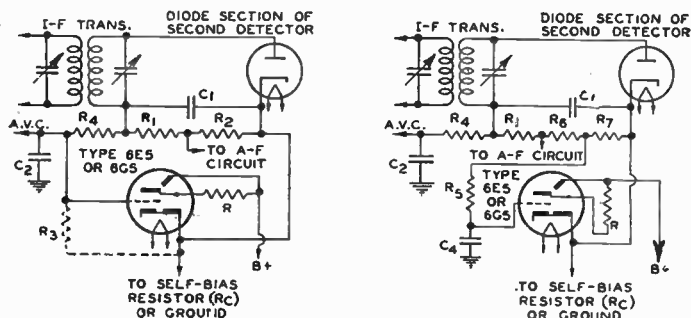 I-F TRANS.
DIODE SECTION OF
SECOND DETECTOR
C1
A.V.C.
R4
R1
R2
TO A-F
CIRCUIT
C2
TYPE 6E5
OR 6G5
R
R3
B+
TO SELF-BIAS
RESISTOR (RC)
OR GROUND
I-F TRANS.
DIODE SECTION OF
SECOND DETECTOR
C1
A.V.C.
R4
R6
R7
TO A-F CIRCUIT
C2
TYPE
6E5
OR
6G5
R5
R
C4
TO SELF-BIAS
RESISTOR (RC)
OR GROUND